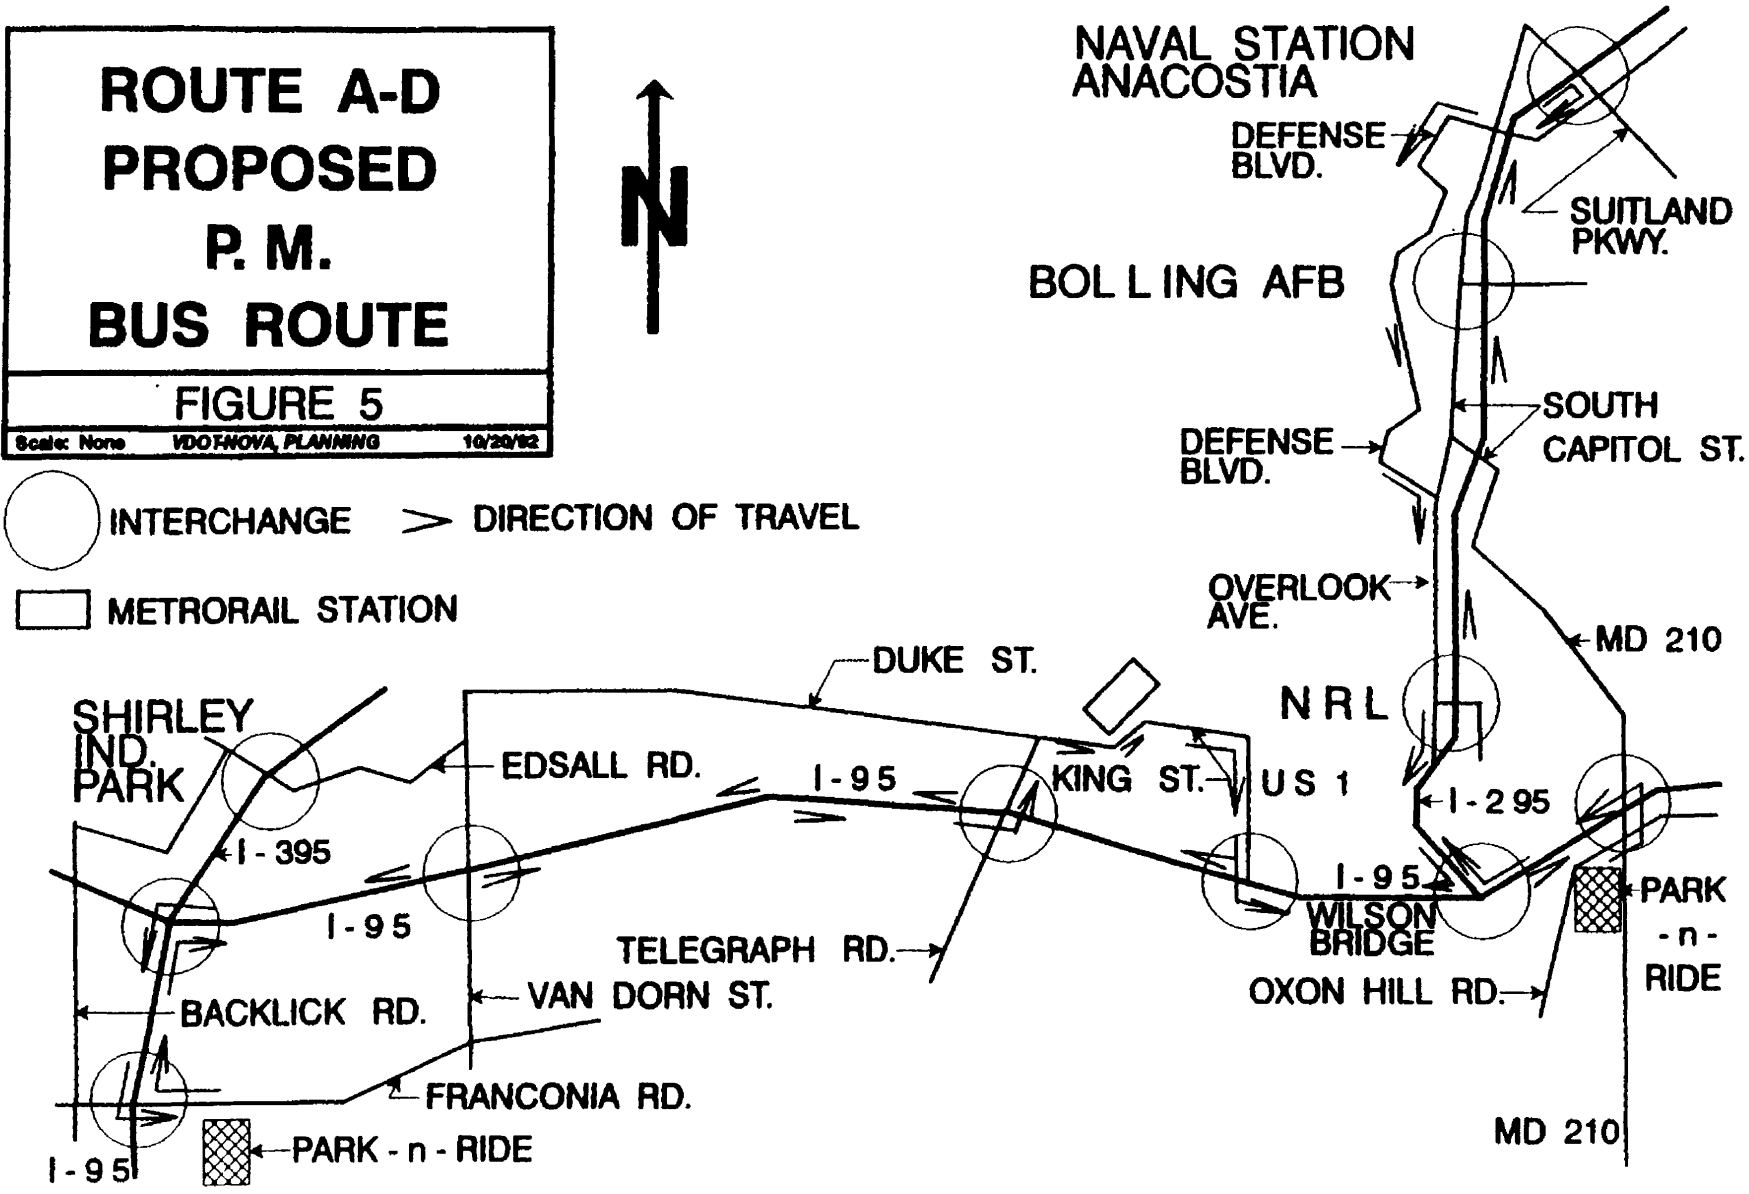 ROUTE A-D
PROPOSED
P. M.
BUS ROUTE
FIGURE 5
Scale: None VDOT-NOVA, PLANNING 10/20/92
INTERCHANGE
DIRECTION OF TRAVEL
METRORAIL STATION
N
NAVAL STATION
ANACOSTIA
DEFENSE
BLVD.
SUITLAND
PKWY.
BOLLING AFB
SOUTH
CAPITOL ST.
DEFENSE
BLVD.
OVERLOOK
AVE.
MD 210
DUKE ST.
NRL
SHIRLEY
IND.
PARK
EDSALL RD.
I-95
KING ST.
US 1
I-295
I-395
I-95
PARK
-n-
RIDE
WILSON
BRIDGE
I-95
TELEGRAPH RD.
OXON HILL RD.
VAN DORN ST.
BACKLICK RD.
FRANCONIA RD.
PARK-n-RIDE
MD 210
I-95